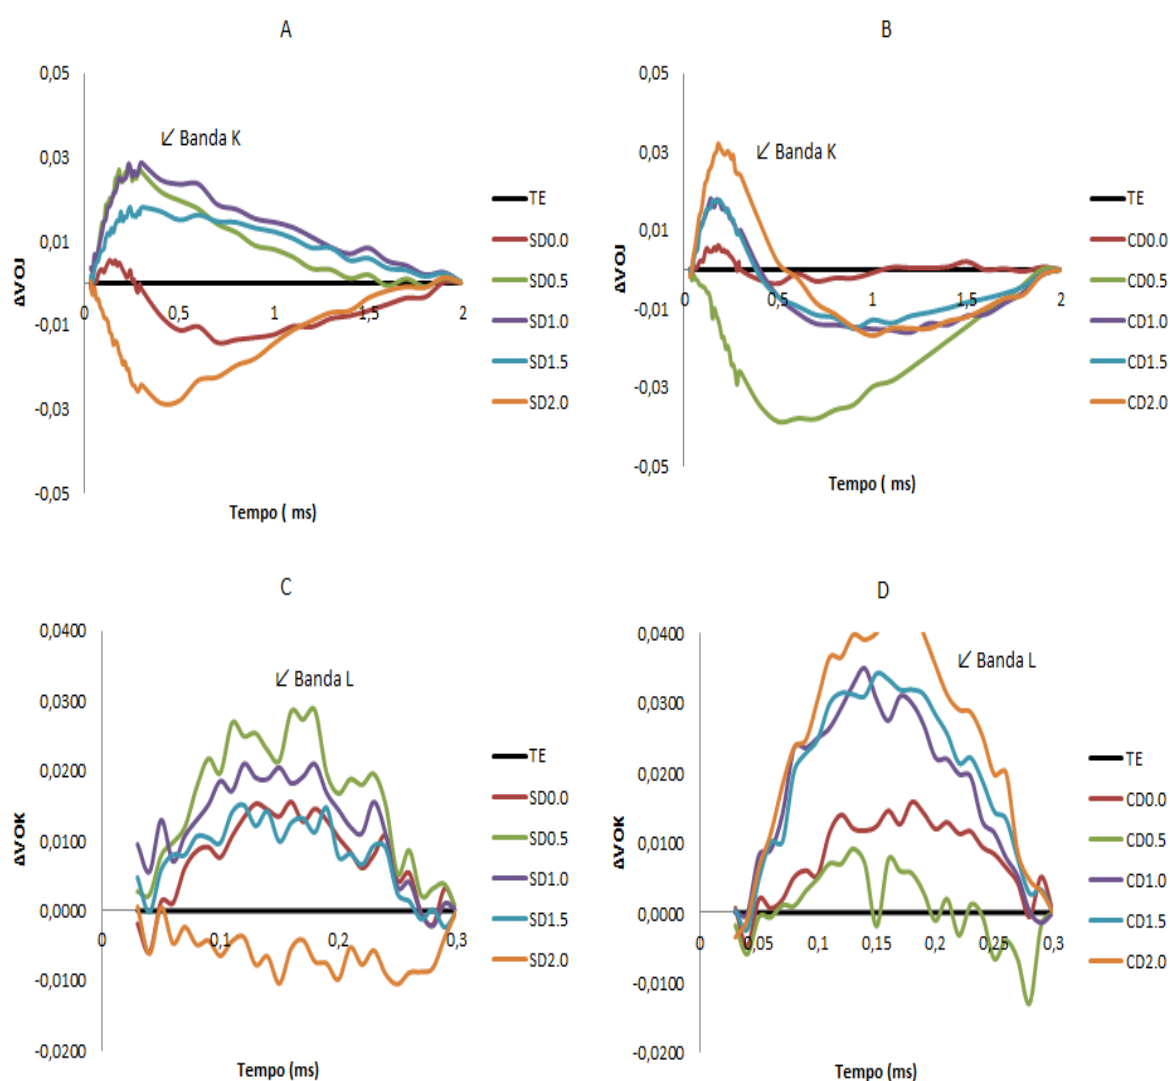 A
0,05
0,03
0,01
-0,01
-0,03
-0,05
ΔVOJ
↙ Banda K
0
0,5
1
1,5
2
Tempo ( ms)
TE
SD0.0
SD0.5
SD1.0
SD1.5
SD2.0
B
0,05
0,03
0,01
-0,01
-0,03
-0,05
ΔVOJ
↙ Banda K
0
0,5
1
1,5
2
Tempo (ms)
TE
CD0.0
CD0.5
CD1.0
CD1.5
CD2.0
C
0,0400
0,0300
0,0200
0,0100
0,0000
-0,0100
-0,0200
ΔVOK
↙ Banda L
0
0,1
0,2
0,3
Tempo (ms)
TE
SD0.0
SD0.5
SD1.0
SD1.5
SD2.0
D
0,0400
0,0300
0,0200
0,0100
0,0000
-0,0100
-0,0200
ΔVOK
↙ Banda L
0
0,05
0,1
0,15
0,2
0,25
0,3
Tempo (ms)
TE
CD0.0
CD0.5
CD1.0
CD1.5
CD2.0